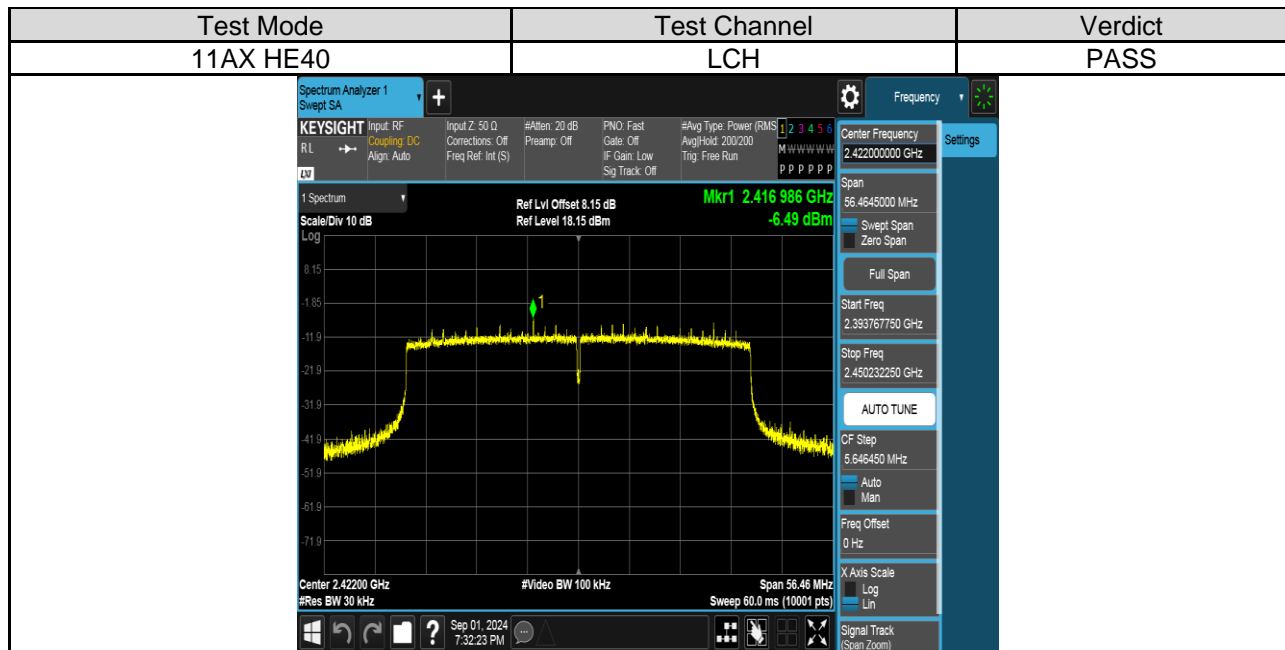 Test Mode Test Channel Verdict
11AX HE40 LCH PASS
Spectrum Analyzer 1
Swept SA
+
Frequency
KEYSIGHT
RL
LXI
Input: RF
Coupling: DC
Align: Auto
Input Z: 50 Ω
Corrections: Off
Freq Ref: Int (S)
#Atten: 20 dB
Preamp: Off
PNO: Fast
Gate: Off
IF Gain: Low
Sig Track: Off
#Avg Type: Power (RMS
Avg|Hold: 200/200
Trig: Free Run
1 2 3 4 5 6
M W W W W W
P P P P P P
Center Frequency
2.422000000 GHz
Settings
Span
56.4645000 MHz
Swept Span
Zero Span
Full Span
Start Freq
2.393767750 GHz
Stop Freq
2.450232250 GHz
AUTO TUNE
CF Step
5.646450 MHz
Auto
Man
Freq Offset
0 Hz
X Axis Scale
Log
Lin
Signal Track
(Span Zoom)
1 Spectrum
Scale/Div 10 dB
Log
Ref Lvl Offset 8.15 dB
Ref Level 18.15 dBm
Mkr1 2.416 986 GHz
-6.49 dBm
1
8.15
-1.85
-11.9
-21.9
-31.9
-41.9
-51.9
-61.9
-71.9
Center 2.42200 GHz
#Res BW 30 kHz
#Video BW 100 kHz
Span 56.46 MHz
Sweep 60.0 ms (10001 pts)
?
Sep 01, 2024
7:32:23 PM